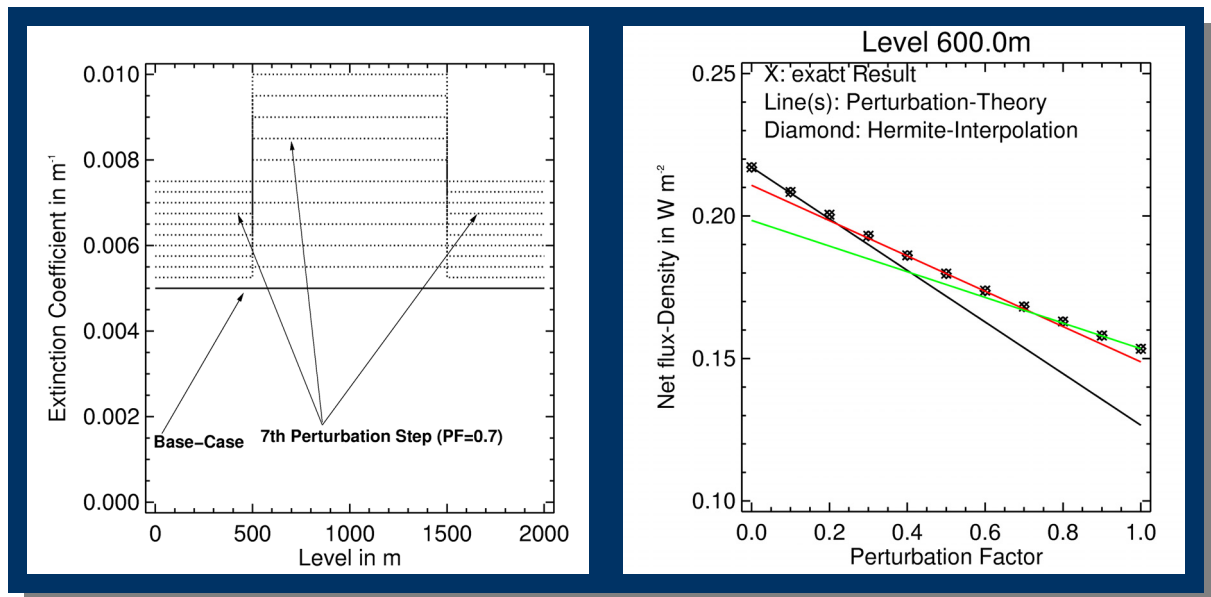 0.010
0.008
0.006
0.004
0.002
0.000
Extinction Coefficient in m⁻¹
Base-Case
7th Perturbation Step (PF=0.7)
0 500 1000 1500 2000
Level in m
Level 600.0m
X: exact Result
Line(s): Perturbation-Theory
Diamond: Hermite-Interpolation
0.25
0.20
0.15
0.10
Net flux-Density in W m⁻²
0.0 0.2 0.4 0.6 0.8 1.0
Perturbation Factor